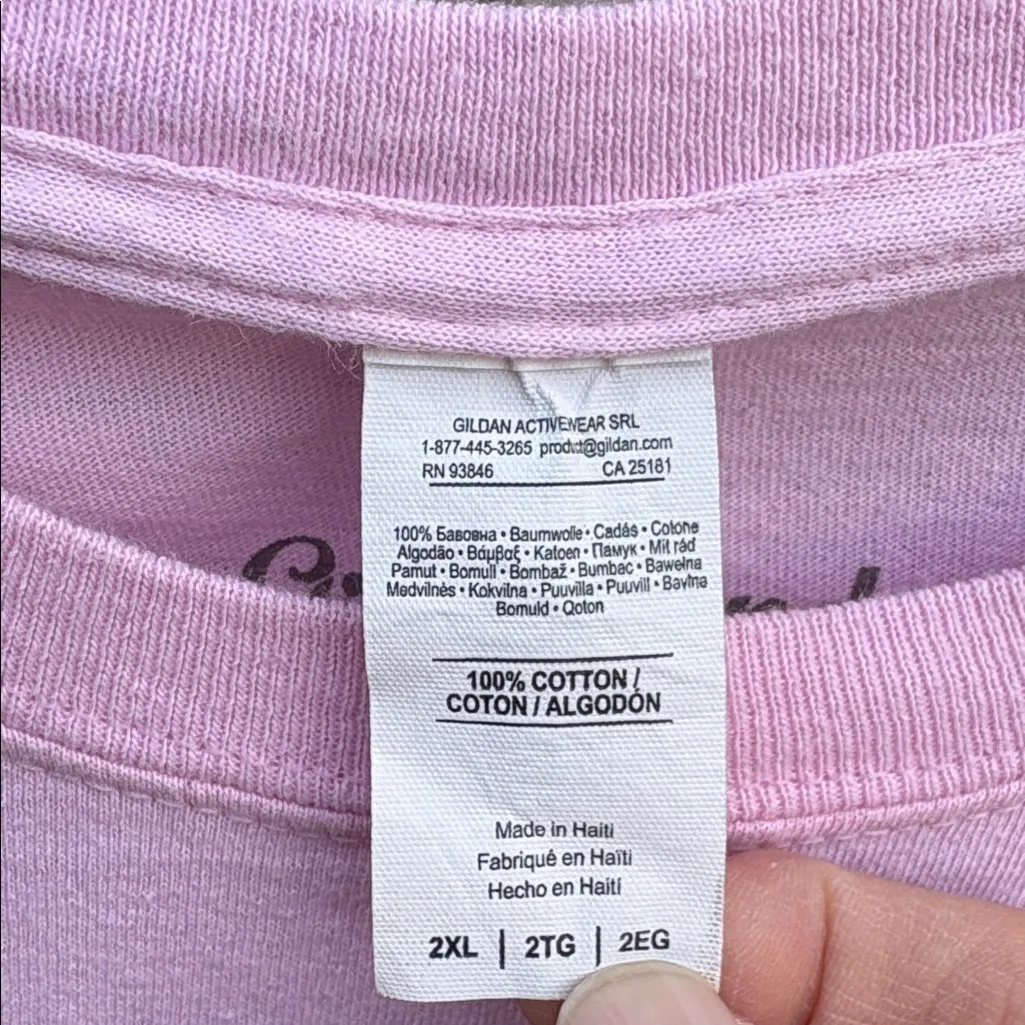 GILDAN ACTIVEWEAR SRL
1-877-445-3265 product@gildan.com
RN 93846 CA 25181
100% Бавовна • Baumwolle • Cadás • Cotone
Algodão • Βάμβαξ • Katoen • Памук • Mit ráď
Pamut • Bomull • Bombaž • Bumbac • Bawełna
Medvilnės • Kokvilna • Puuvilla • Puuvill • Bavlna
Bomuld • Qoton
100% COTTON /
COTON / ALGODÓN
Made in Haiti
Fabriqué en Haïti
Hecho en Haití
2XL | 2TG | 2EG